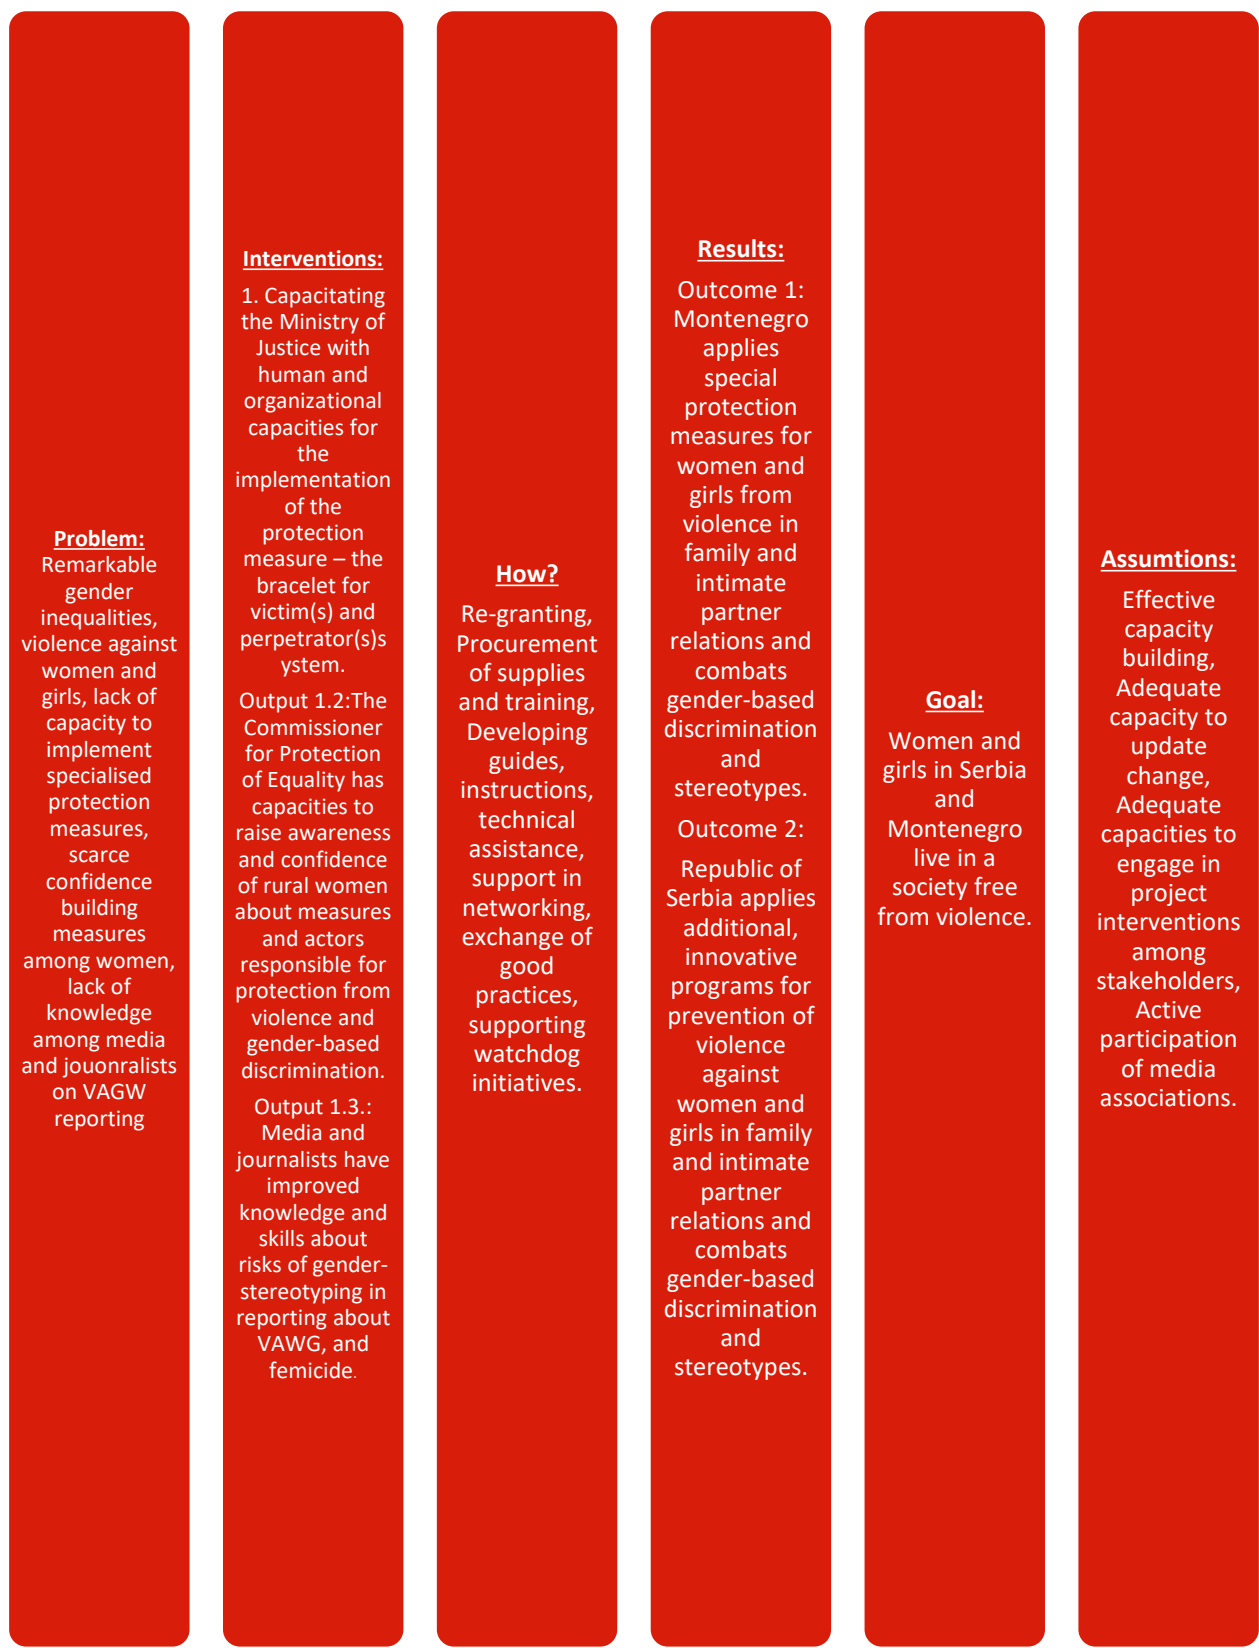 Problem:
Remarkable
gender
inequalities,
violence against
women and
girls, lack of
capacity to
implement
specialised
protection
measures,
scarce
confidence
building
measures
among women,
lack of
knowledge
among media
and jouonralists
on VAGW
reporting
Interventions:
1. Capacitating
the Ministry of
Justice with
human and
organizational
capacities for
the
implementation
of the
protection
measure – the
bracelet for
victim(s) and
perpetrator(s)s
ystem.
Output 1.2:The
Commissioner
for Protection
of Equality has
capacities to
raise awareness
and confidence
of rural women
about measures
and actors
responsible for
protection from
violence and
gender-based
discrimination.
Output 1.3.:
Media and
journalists have
improved
knowledge and
skills about
risks of gender-
stereotyping in
reporting about
VAWG, and
femicide.
How?
Re-granting,
Procurement
of supplies
and training,
Developing
guides,
instructions,
technical
assistance,
support in
networking,
exchange of
good
practices,
supporting
watchdog
initiatives.
Results:
Outcome 1:
Montenegro
applies
special
protection
measures for
women and
girls from
violence in
family and
intimate
partner
relations and
combats
gender-based
discrimination
and
stereotypes.
Outcome 2:
Republic of
Serbia applies
additional,
innovative
programs for
prevention of
violence
against
women and
girls in family
and intimate
partner
relations and
combats
gender-based
discrimination
and
stereotypes.
Goal:
Women and
girls in Serbia
and
Montenegro
live in a
society free
from violence.
Assumtions:
Effective
capacity
building,
Adequate
capacity to
update
change,
Adequate
capacities to
engage in
project
interventions
among
stakeholders,
Active
participation
of media
associations.